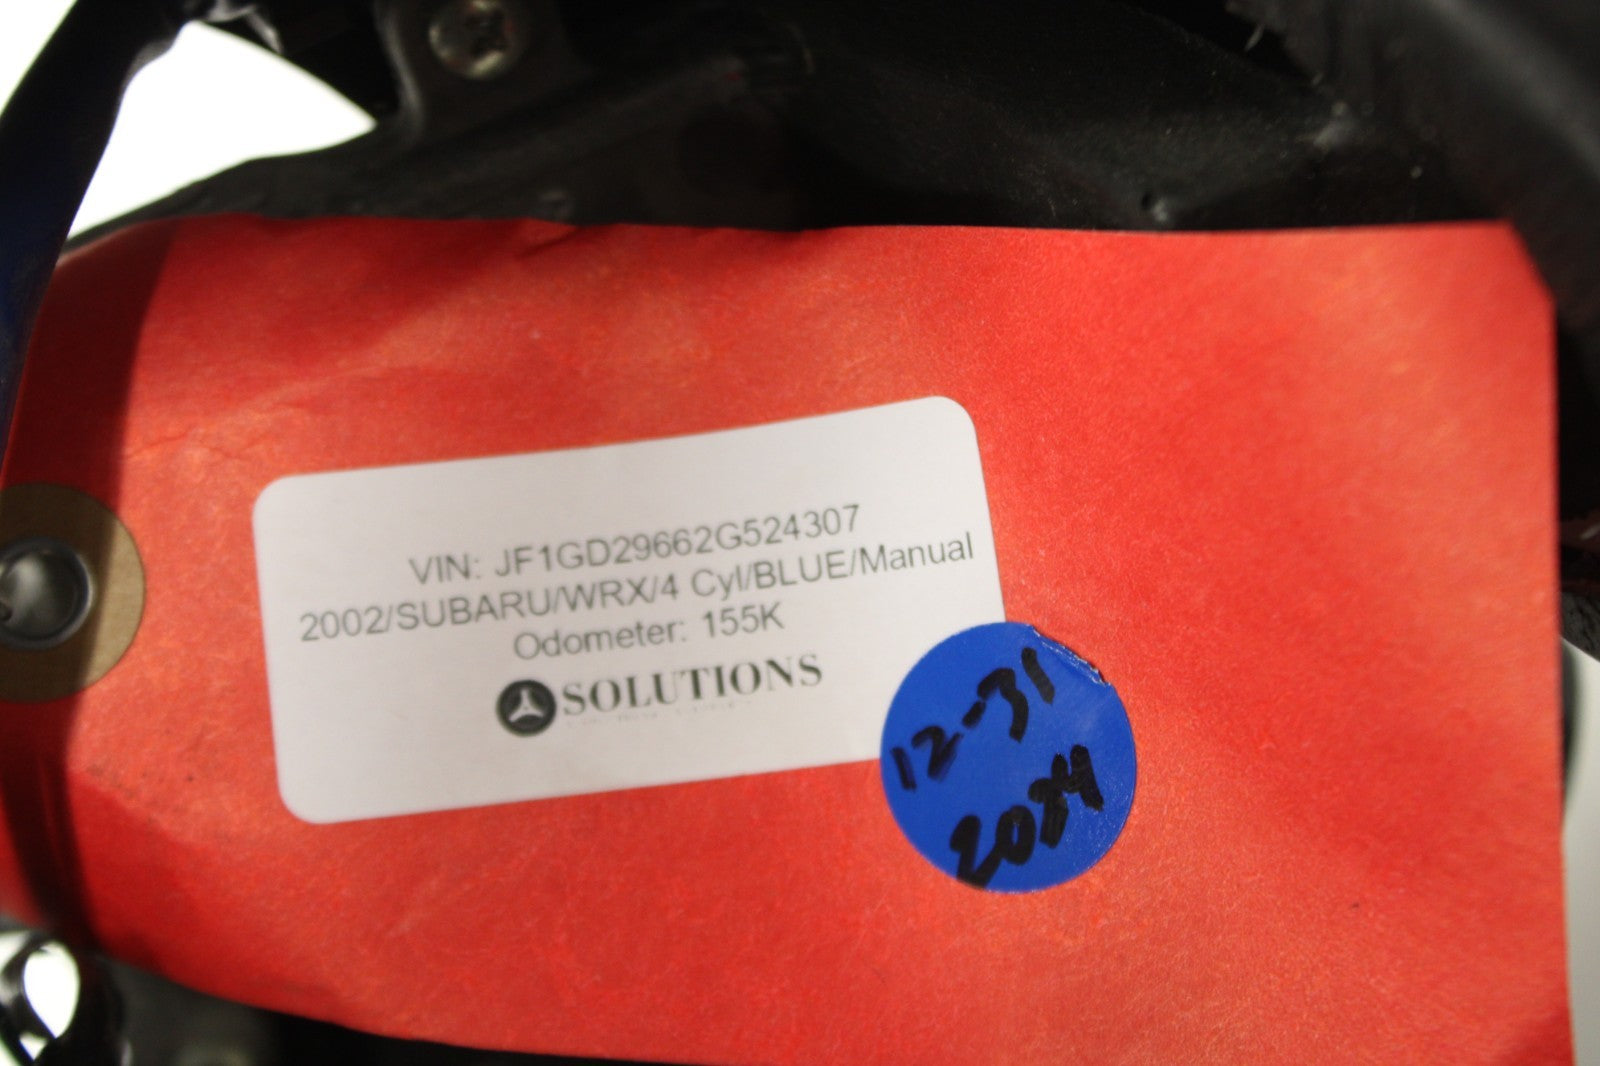 VIN: JF1GD29662G524307
2002/SUBARU/WRX/4 Cyl/BLUE/Manual
Odometer: 155K
SOLUTIONS
12-31
2024